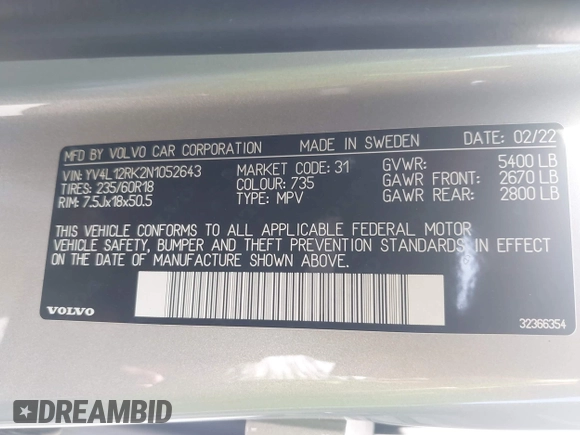 MFD BY VOLVO CAR CORPORATION MADE IN SWEDEN DATE: 02/22
VIN: YV4L12RK2N1052643 MARKET CODE: 31 GVWR: 5400 LB
TIRES: 235/60R18 COLOUR: 735 GAWR FRONT: 2670 LB
RIM: 7.5Jx18x50.5 TYPE: MPV GAWR REAR: 2800 LB
THIS VEHICLE CONFORMS TO ALL APPLICABLE FEDERAL MOTOR
VEHICLE SAFETY, BUMPER AND THEFT PREVENTION STANDARDS IN EFFECT
ON THE DATE OF MANUFACTURE SHOWN ABOVE.
VOLVO 32366354
DREAMBID